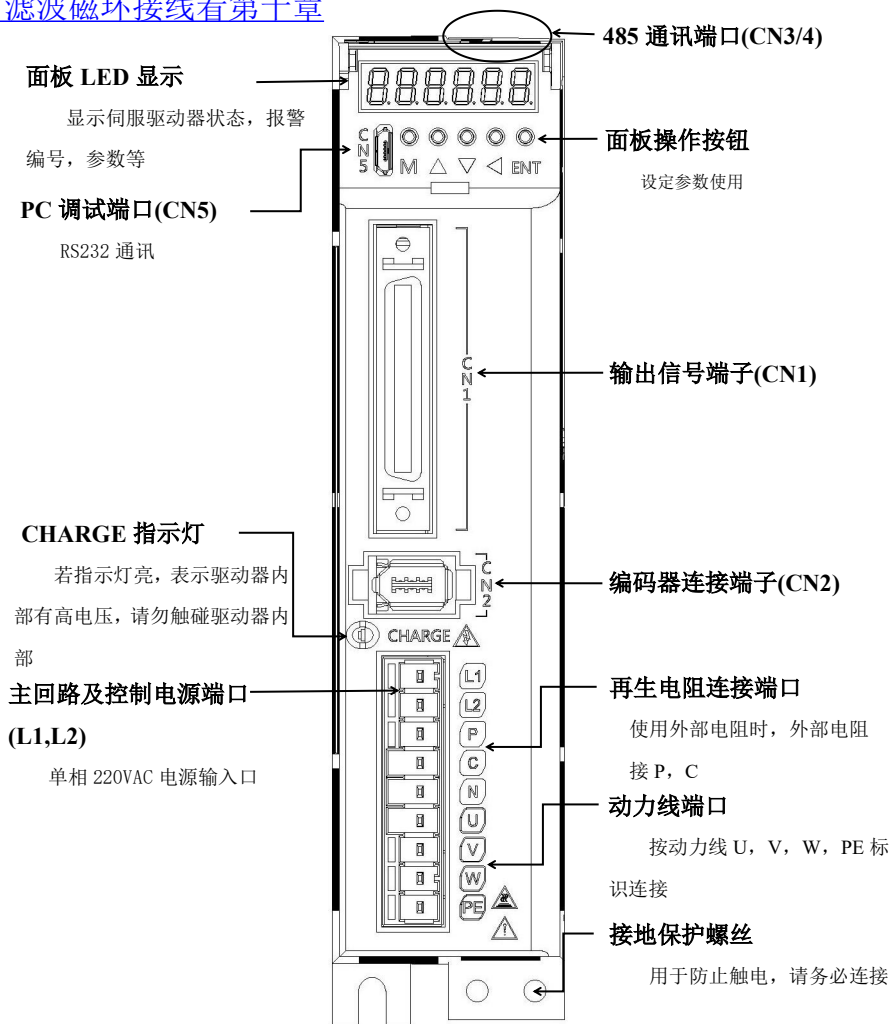 滤波磁环接线看第十章
485 通讯端口(CN3/4)
面板 LED 显示
显示伺服驱动器状态，报警
编号，参数等
PC 调试端口(CN5)
RS232 通讯
CN5
M
ENT
面板操作按钮
设定参数使用
CN1
输出信号端子(CN1)
CHARGE 指示灯
若指示灯亮，表示驱动器内
部有高电压，请勿触碰驱动器内
部
CN2
编码器连接端子(CN2)
CHARGE
主回路及控制电源端口
(L1,L2)
单相 220VAC 电源输入口
L1
L2
P
C
N
U
V
W
PE
再生电阻连接端口
使用外部电阻时，外部电阻
接 P，C
动力线端口
按动力线 U，V，W，PE 标
识连接
接地保护螺丝
用于防止触电，请务必连接